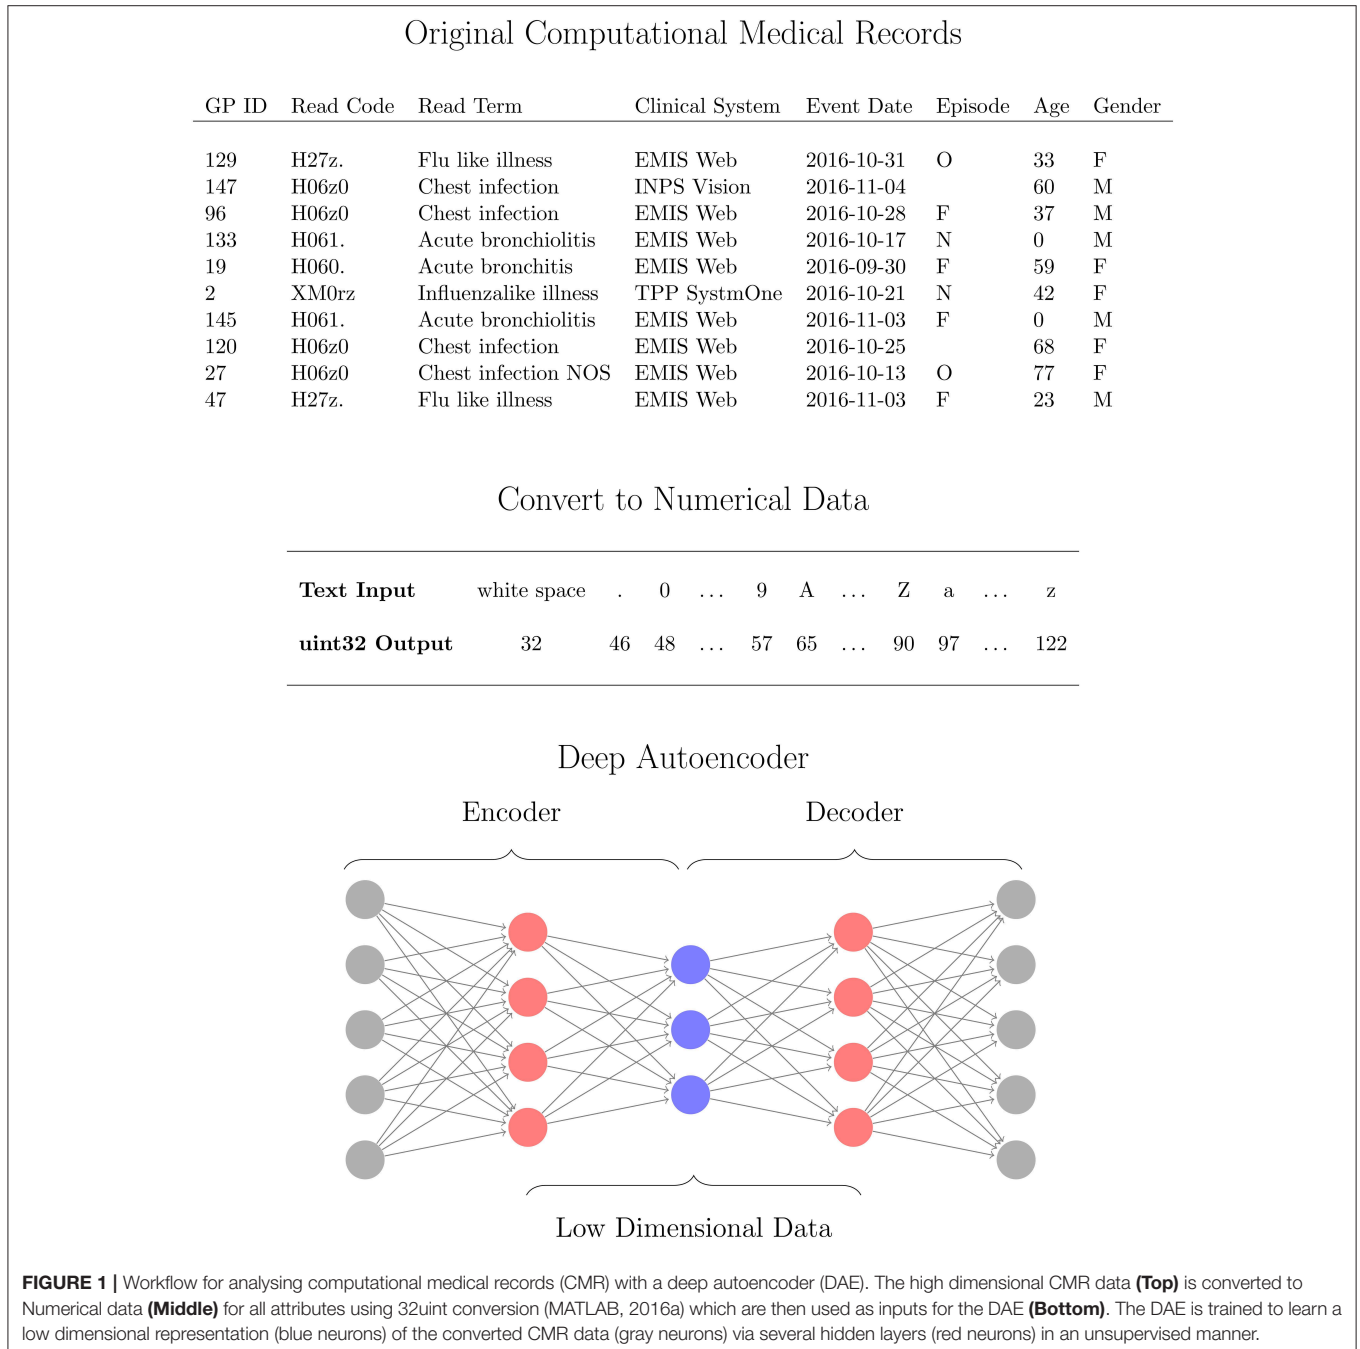 Original Computational Medical Records
GP ID Read Code Read Term Clinical System Event Date Episode Age Gender
129 H27z. Flu like illness EMIS Web 2016-10-31 O 33 F
147 H06z0 Chest infection INPS Vision 2016-11-04 60 M
96 H06z0 Chest infection EMIS Web 2016-10-28 F 37 M
133 H061. Acute bronchiolitis EMIS Web 2016-10-17 N 0 M
19 H060. Acute bronchitis EMIS Web 2016-09-30 F 59 F
2 XM0rz Influenzalike illness TPP SystmOne 2016-10-21 N 42 F
145 H061. Acute bronchiolitis EMIS Web 2016-11-03 F 0 M
120 H06z0 Chest infection EMIS Web 2016-10-25 68 F
27 H06z0 Chest infection NOS EMIS Web 2016-10-13 O 77 F
47 H27z. Flu like illness EMIS Web 2016-11-03 F 23 M
Convert to Numerical Data
Text Input white space . 0 ... 9 A ... Z a ... z
uint32 Output 32 46 48 ... 57 65 ... 90 97 ... 122
Deep Autoencoder
Encoder Decoder
Low Dimensional Data
FIGURE 1 | Workflow for analysing computational medical records (CMR) with a deep autoencoder (DAE). The high dimensional CMR data (Top) is converted to
Numerical data (Middle) for all attributes using 32uint conversion (MATLAB, 2016a) which are then used as inputs for the DAE (Bottom). The DAE is trained to learn a
low dimensional representation (blue neurons) of the converted CMR data (gray neurons) via several hidden layers (red neurons) in an unsupervised manner.